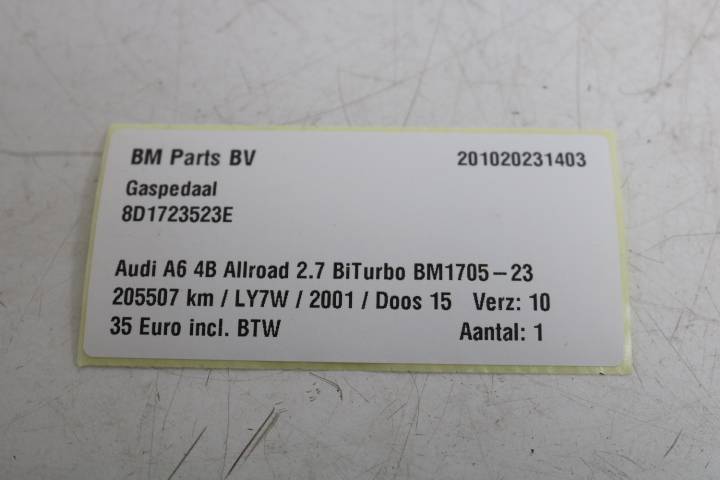 BM Parts BV 201020231403
Gaspedaal
8D1723523E
Audi A6 4B Allroad 2.7 BiTurbo BM1705-23
205507 km / LY7W / 2001 / Doos 15 Verz: 10
35 Euro incl. BTW Aantal: 1